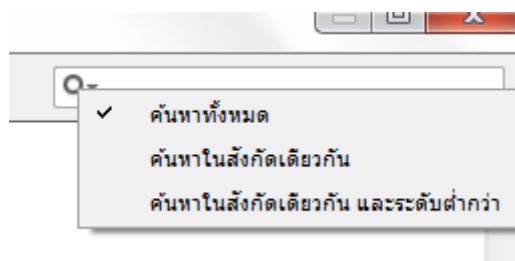 ค้นหาทั้งหมด
ค้นหาในสังกัดเดียวกัน
ค้นหาในสังกัดเดียวกัน และระดับต่ำกว่า